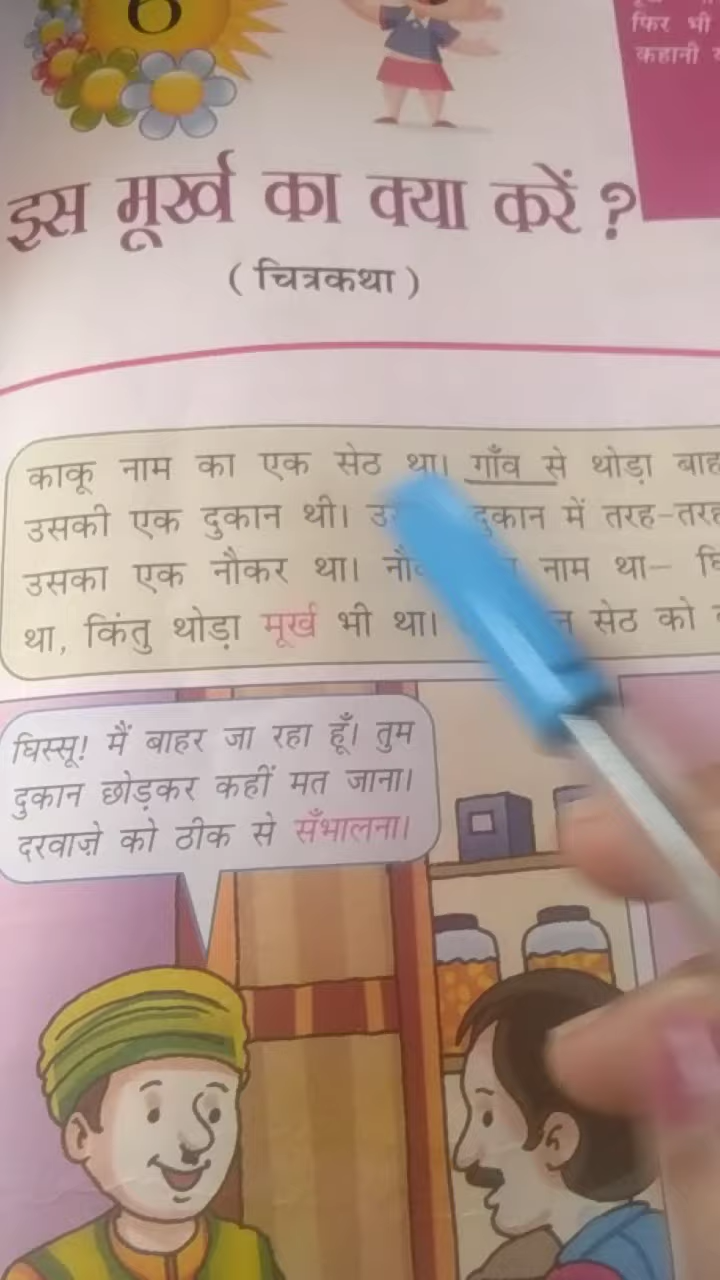 6
फिर भी
कहानी
इस मूर्ख का क्या करें ?
( चित्रकथा )
काकू नाम का एक सेठ था। गाँव से थोड़ा
उसकी एक दुकान थी। दुकान में तरह-तरह
उसका एक नौकर था। नाम था–
था, किंतु थोड़ा मूर्ख भी था। सेठ को
घिस्सू! मैं बाहर जा रहा हूँ। तुम
दुकान छोड़कर कहीं मत जाना।
दरवाज़े को ठीक से सँभालना।